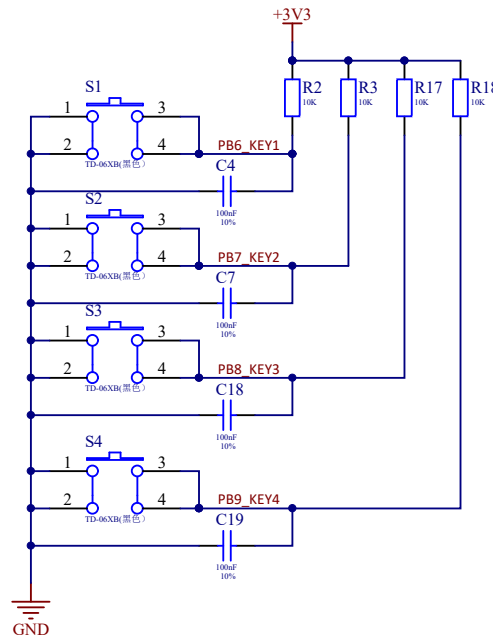 +3V3
R2
10K
R3
10K
R17
10K
R18
10K
S1
1
3
2
4
TD-06XB(黑色)
PB6_KEY1
C4
100nF
10%
S2
1
3
2
4
TD-06XB(黑色)
PB7_KEY2
C7
100nF
10%
S3
1
3
2
4
TD-06XB(黑色)
PB8_KEY3
C18
100nF
10%
S4
1
3
2
4
TD-06XB(黑色)
PB9_KEY4
C19
100nF
10%
GND